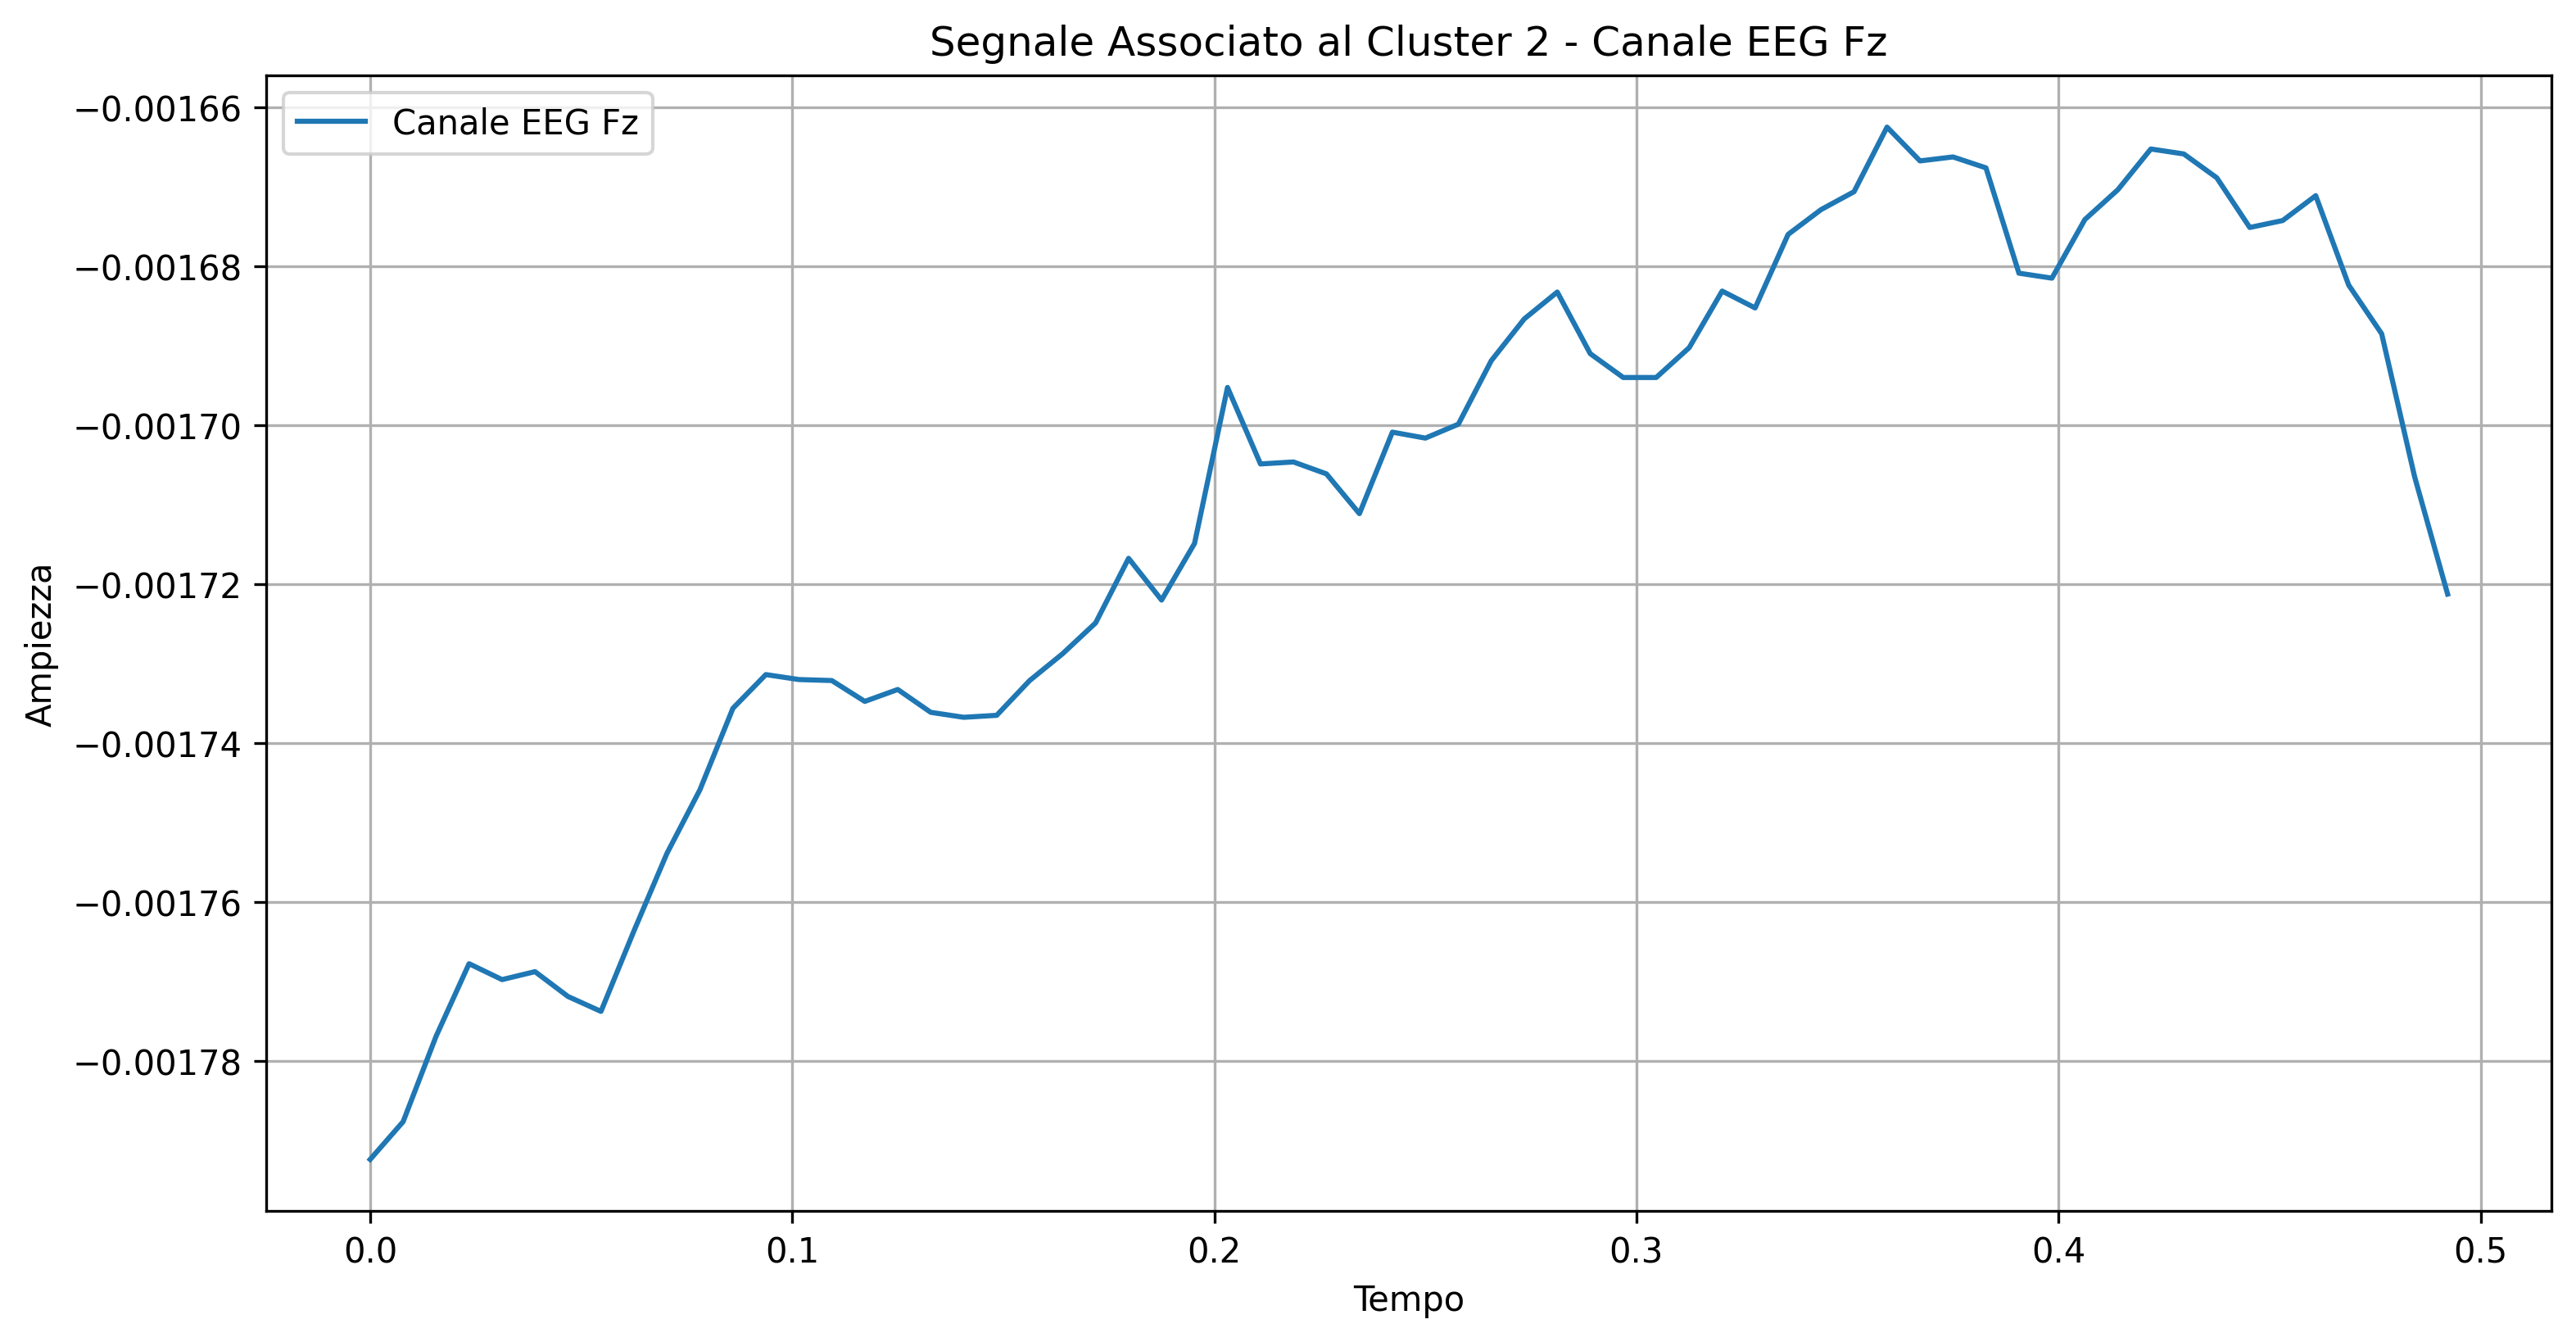 Segnale Associato al Cluster 2 - Canale EEG Fz
Canale EEG Fz
−0.00166
−0.00168
−0.00170
−0.00172
−0.00174
−0.00176
−0.00178
Ampiezza
0.0 0.1 0.2 0.3 0.4 0.5
Tempo